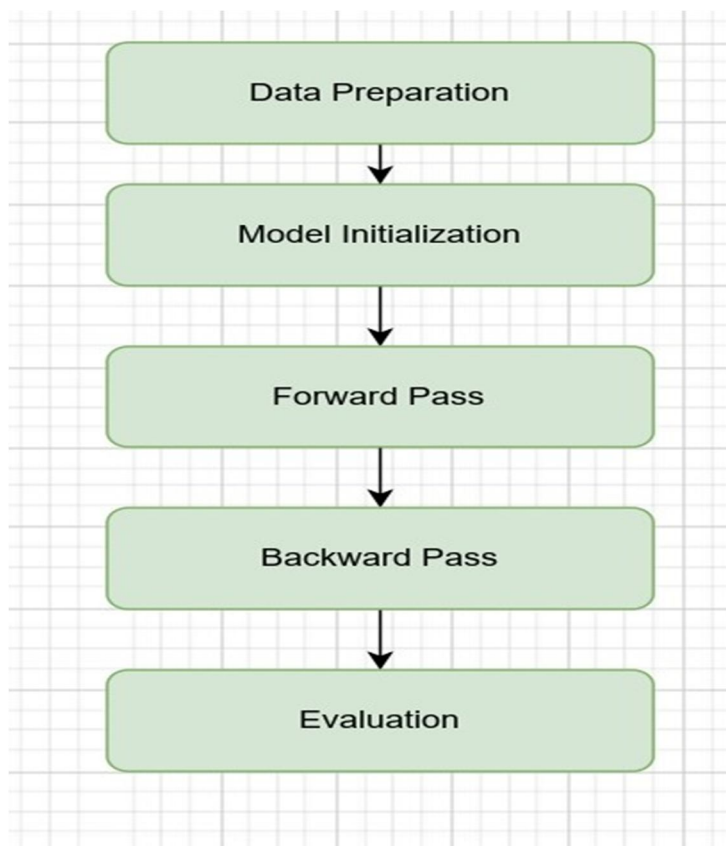 Data Preparation
Model Initialization
Forward Pass
Backward Pass
Evaluation